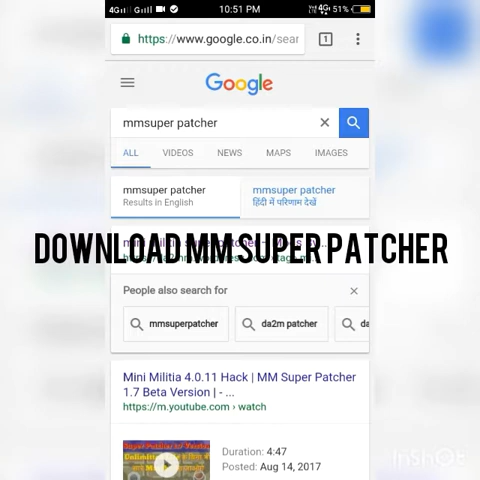 4G 4G 10:51 PM 4G 51%
https://www.google.co.in/sear
1
Google
mmsuper patcher
ALL VIDEOS NEWS MAPS IMAGES
mmsuper patcher
Results in English
mmsuper patcher
हिंदी में परिणाम देखें
DOWNLOAD MM SUPER PATCHER
People also search for
mmsuperpatcher
da2m patcher
da
Mini Militia 4.0.11 Hack | MM Super Patcher
1.7 Beta Version | - ...
https://m.youtube.com › watch
Duration: 4:47
Posted: Aug 14, 2017
InShOt